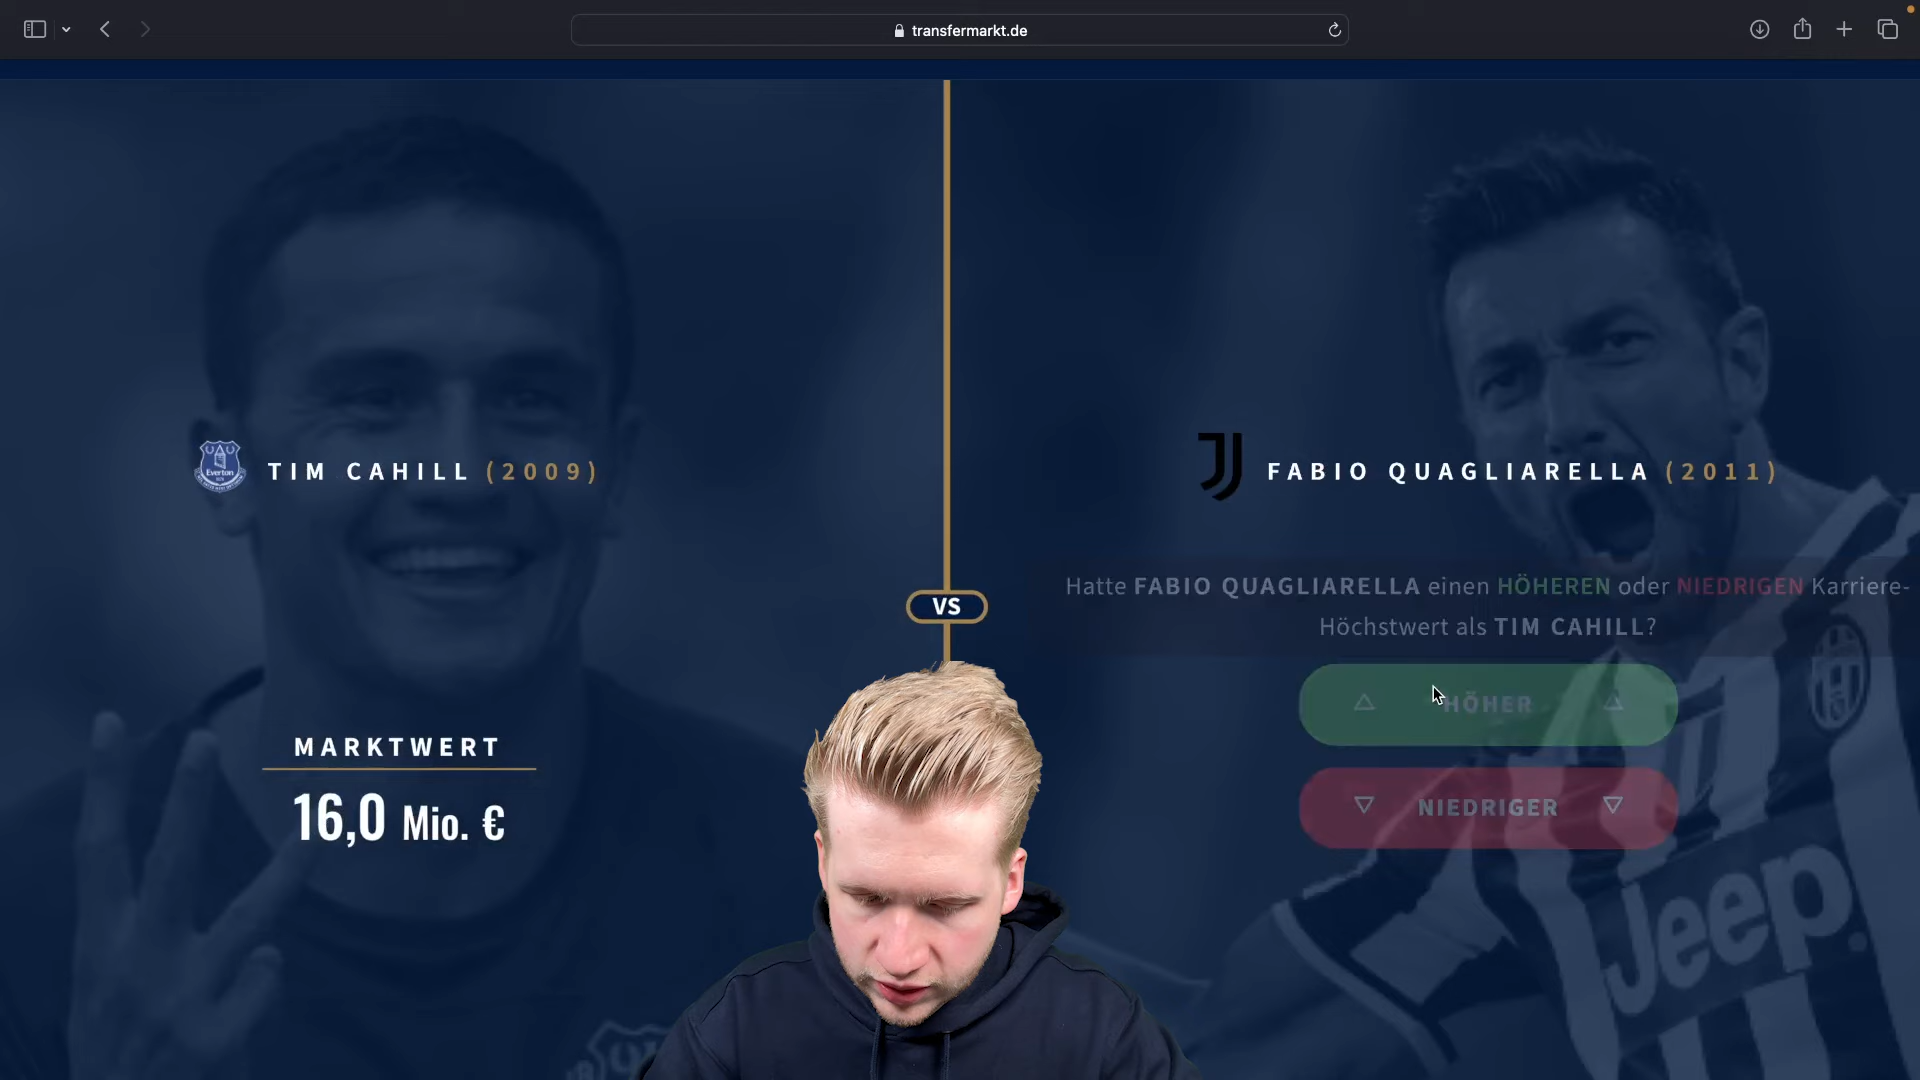 transfermarkt.de
Everton
TIM CAHILL (2009)
FABIO QUAGLIARELLA (2011)
Hatte FABIO QUAGLIARELLA einen HÖHEREN oder NIEDRIGEN Karriere-
Höchstwert als TIM CAHILL?
VS
HÖHER
MARKTWERT
16,0 Mio. €
NIEDRIGER
Jeep